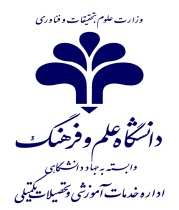 وزارت علوم تحقیقات و فناوری
دانشگاه علم و فرهنگ
وابسته به جهاد دانشگاهی
اداره خدمات آموزشی و تحصیلات تکمیلی